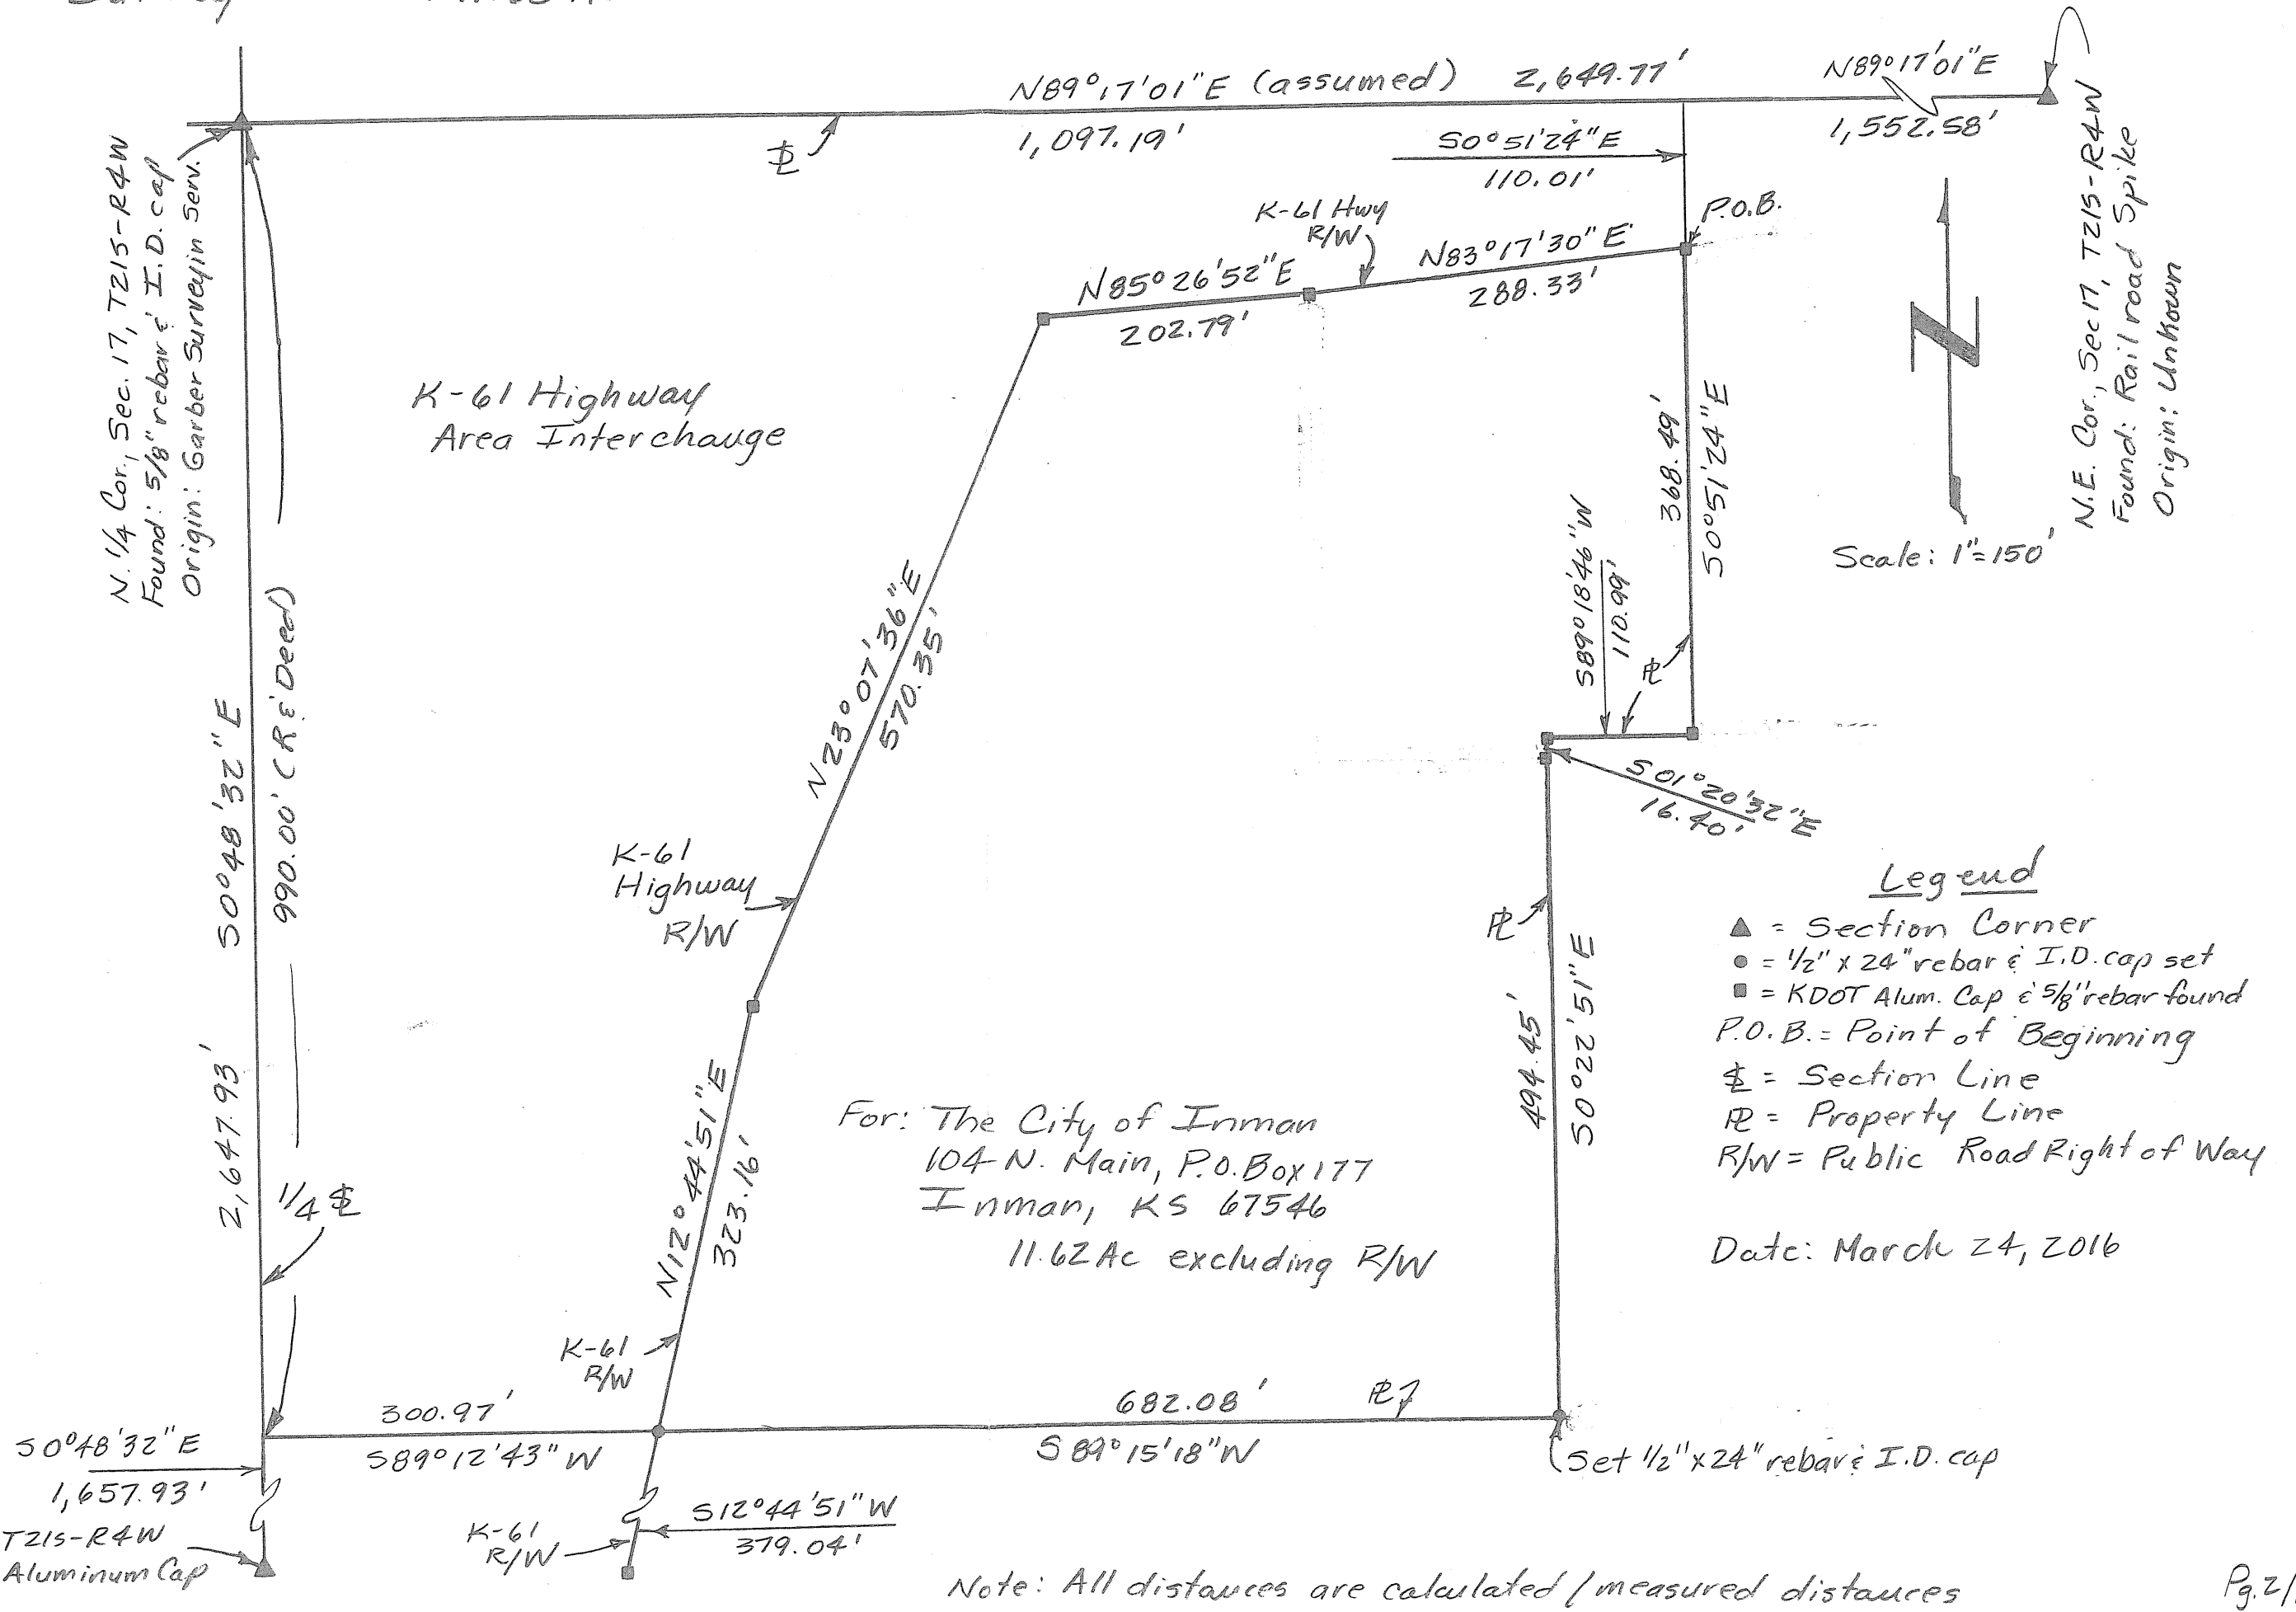 N89°17'01"E (assumed) 2,649.77'
1,097.19'
N89°17'01"E
1,552.58'
S0°51'24"E
110.01'
P.O.B.
K-61 Hwy
R/W
N83°17'30"E
288.33'
N85°26'52"E
202.79'
N. 1/4 Cor., Sec. 17, T21S-R4W
Found: 5/8" rebar & I.D. cap
Origin: Garber Surveyin Serv.
N.E. Cor., Sec 17, T21S-R4W
Found: Railroad Spike
Origin: Unkown
K-61 Highway
Area Interchange
368.49'
S0°51'24"E
Scale: 1"=150'
S89°18'46"W
110.99'
PL
S01°20'32"E
16.40'
N23°07'36"E
570.35'
S0°48'32"E 2,647.93'
990.00' (R & Deed)
K-61
Highway
R/W
PL
494.45'
S0°22'51"E
Legend
▲ = Section Corner
● = 1/2" x 24" rebar & I.D. cap set
■ = KDOT Alum. Cap & 5/8" rebar found
P.O.B. = Point of Beginning
SL = Section Line
PL = Property Line
R/W = Public Road Right of Way
Date: March 24, 2016
N12°44'51"E
323.16'
For: The City of Inman
104 N. Main, P.O. Box 177
Inman, KS 67546
11.62 Ac excluding R/W
1/4 SL
K-61
R/W
300.97'
S89°12'43"W
682.08'
PL
S89°15'18"W
Set 1/2" x 24" rebar & I.D. cap
S0°48'32"E
1,657.93'
T21S-R4W
Aluminum Cap
K-61
R/W
S12°44'51"W
379.04'
Note: All distances are calculated/measured distances
Pg. 2/